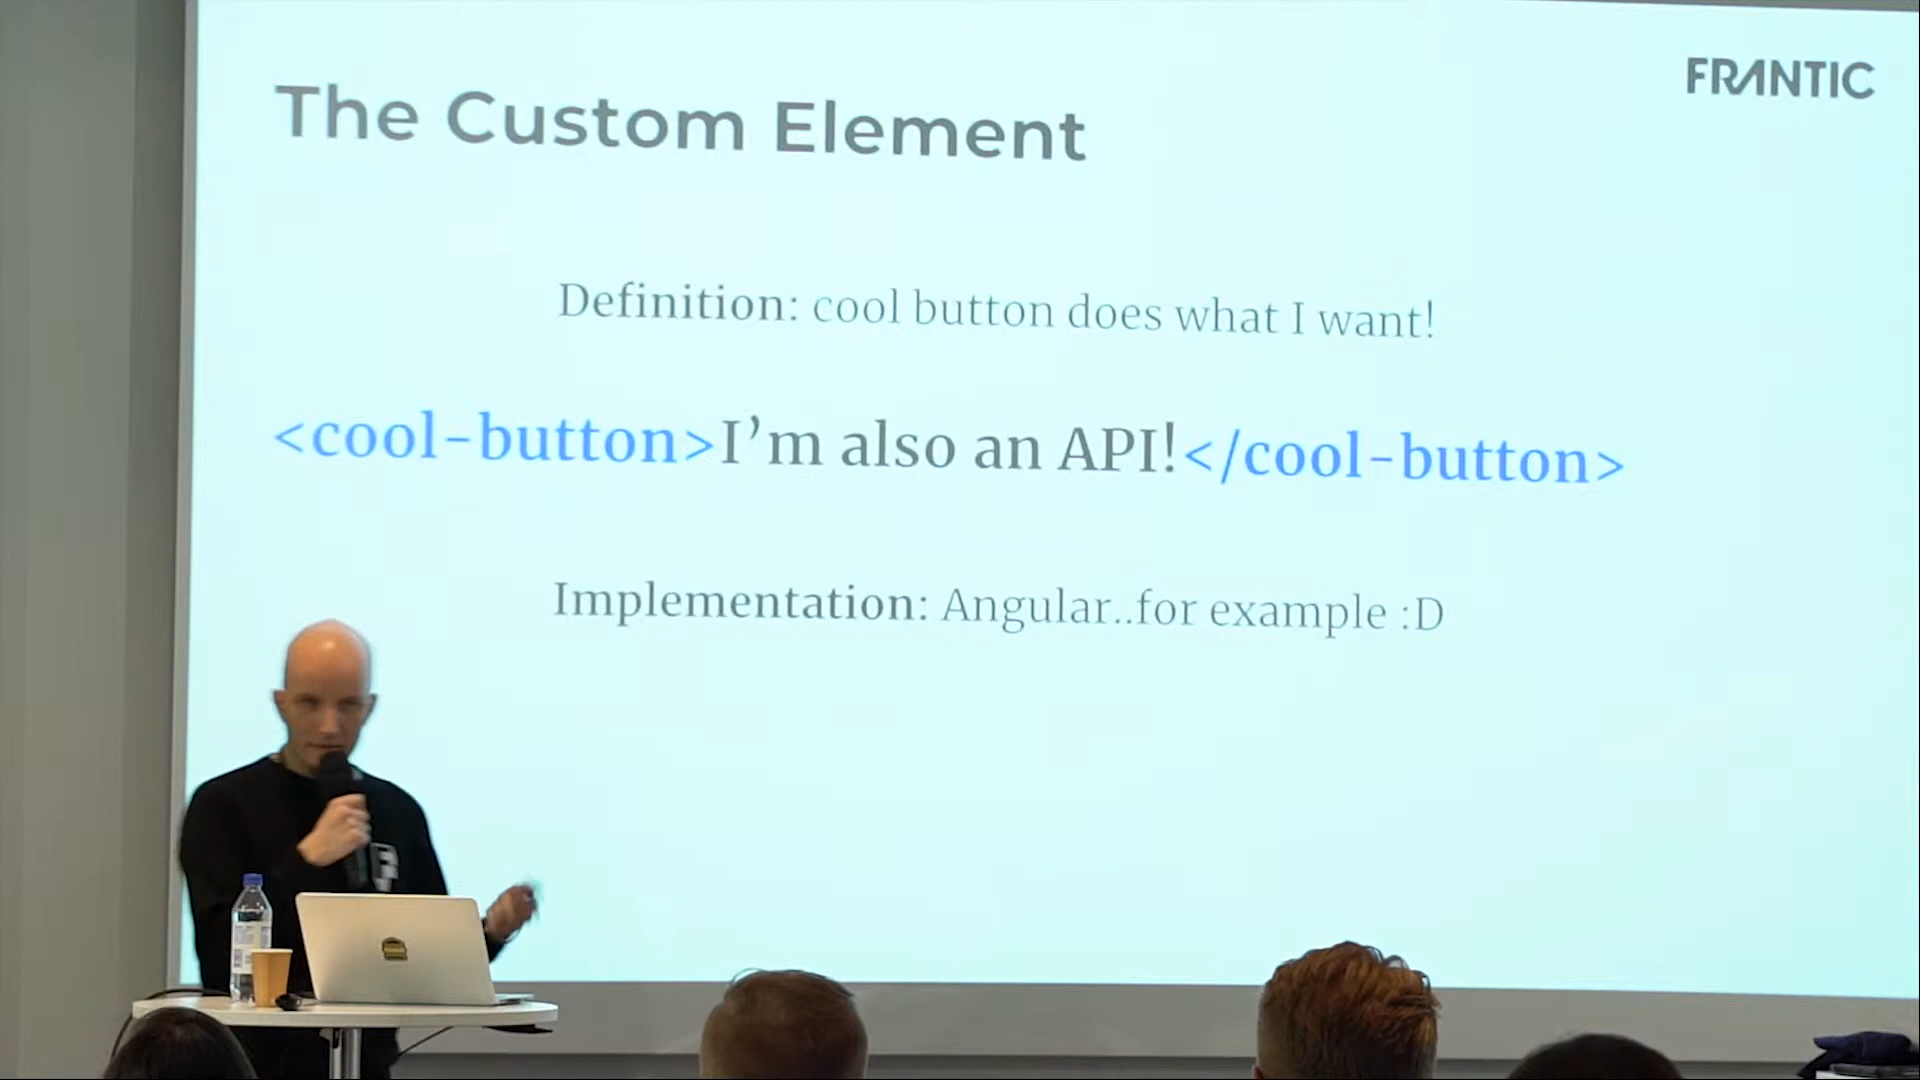 FRANTIC
The Custom Element
Definition: cool button does what I want!
<cool-button>I’m also an API!</cool-button>
Implementation: Angular..for example :D